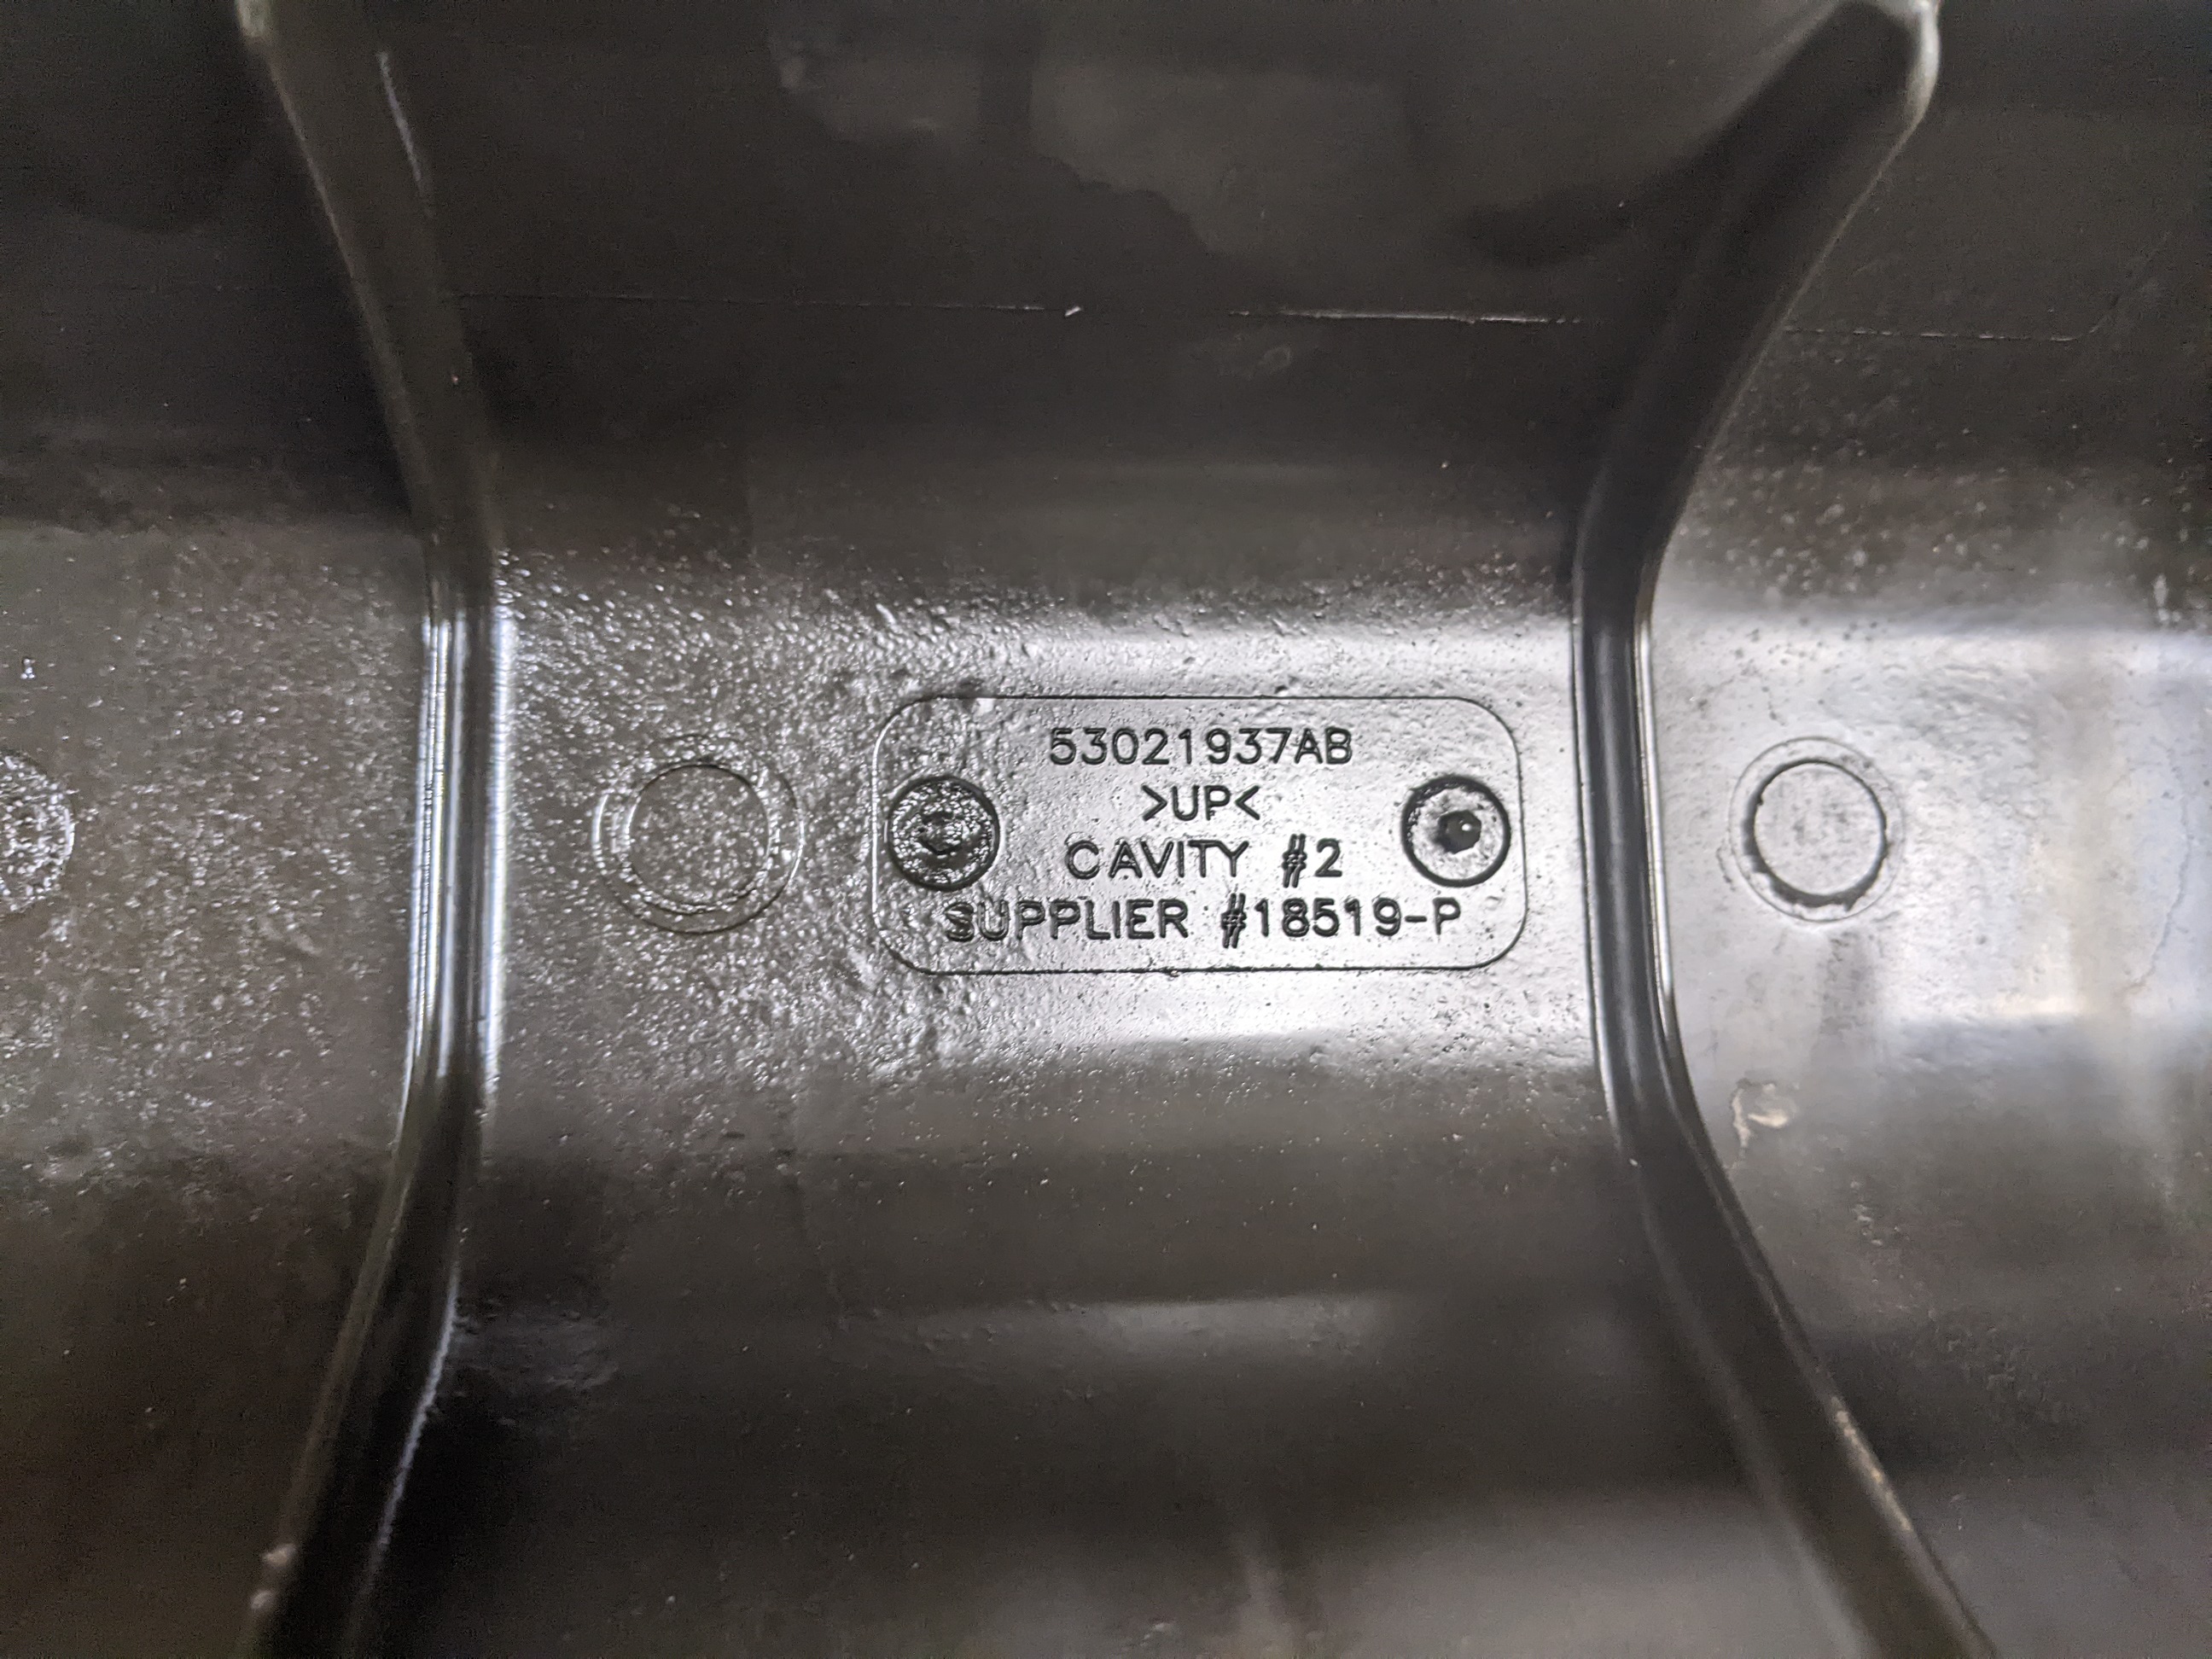 53021937AB
>UP<
CAVITY #2
SUPPLIER #18519-P